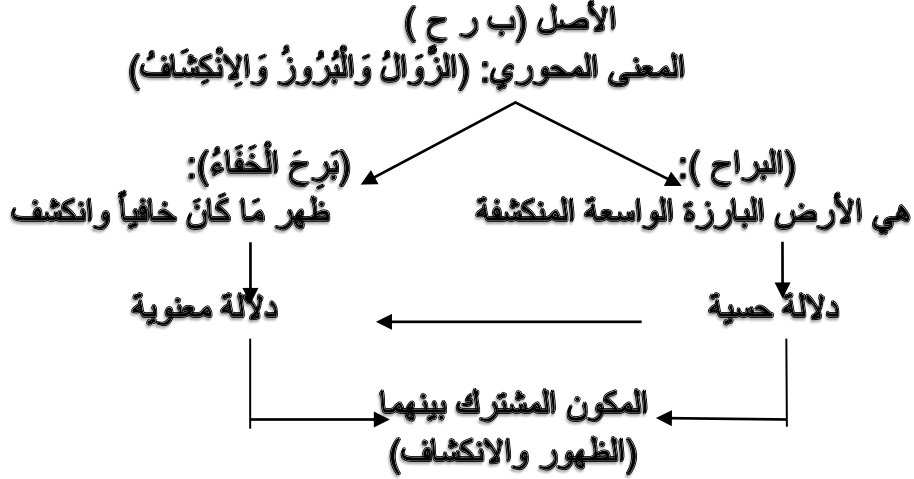 الأصل (ب ر ح )
المعنى المحوري: (الزَّوَالُ وَالْبُرُوزُ وَالِانْكِشَافُ)
(البراح ):
هي الأرض البارزة الواسعة المنكشفة
(بَرِحَ الْخَفَاءُ):
ظهر مَا كَانَ خافياً وانكشف
دلالة حسية
دلالة معنوية
المكون المشترك بينهما
(الظهور والانكشاف)